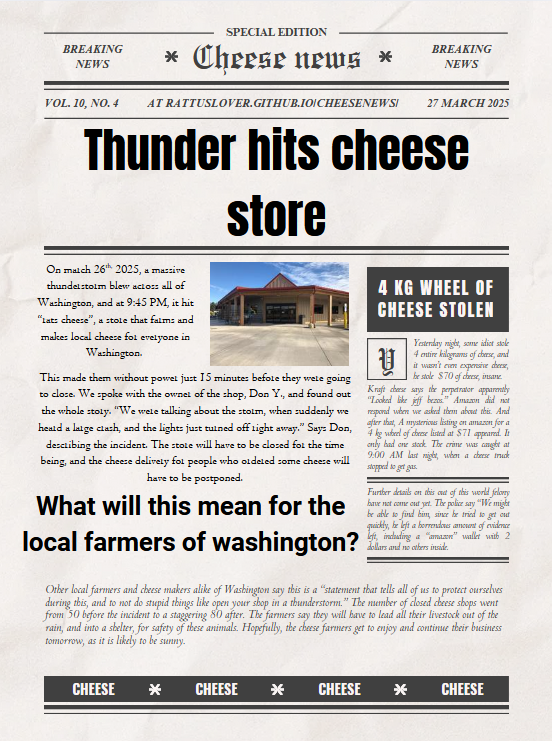 SPECIAL EDITION
BREAKING
NEWS
Cheese news
BREAKING
NEWS
VOL. 10, NO. 4
AT RATTUSLOVER.GITHUB.IO/CHEESENEWS/
27 MARCH 2025
Thunder hits cheese
store
On march 26th 2025, a massive
thunderstorm blew across all of
Washington, and at 9:45 PM, it hit
“rats cheese”, a store that farms and
makes local cheese for everyone in
Washington.
This made them without power just 15 minutes before they were going
to close. We spoke with the owner of the shop, Don Y., and found out
the whole story. “We were talking about the storm, when suddenly we
heard a large crash, and the lights just turned off right away.” Says Don,
describing the incident. The store will have to be closed for the time
being, and the cheese delivery for people who ordered some cheese will
have to be postponed.
4 KG WHEEL OF
CHEESE STOLEN
Yesterday night, some idiot stole
4 entire kilograms of cheese, and
it wasn't even expensive cheese,
he stole $70 of cheese, insane.
Kraft cheese says the perpetrator apparently
“Looked like jeff bezos.” Amazon did not
respond when we asked them about this. And
after that, A mysterious listing on amazon for a
4 kg wheel of cheese listed at $71 appeared. It
only had one stock. The crime was caught at
9:00 AM last night, when a cheese truck
stopped to get gas.
Further details on this out of this world felony
have not come out yet. The police say “We might
be able to find him, since he tried to get out
quickly, he left a horrendous amount of evidence
left, including a “amazon” wallet with 2
dollars and no others inside.
What will this mean for the
local farmers of washington?
Other local farmers and cheese makers alike of Washington say this is a “statement that tells all of us to protect ourselves
during this, and to not do stupid things like open your shop in a thunderstorm.” The number of closed cheese shops went
from 50 before the incident to a staggering 80 after. The farmers say they will have to lead all their livestock out of the
rain, and into a shelter, for safety of these animals. Hopefully, the cheese farmers get to enjoy and continue their business
tomorrow, as it is likely to be sunny.
CHEESE CHEESE CHEESE CHEESE